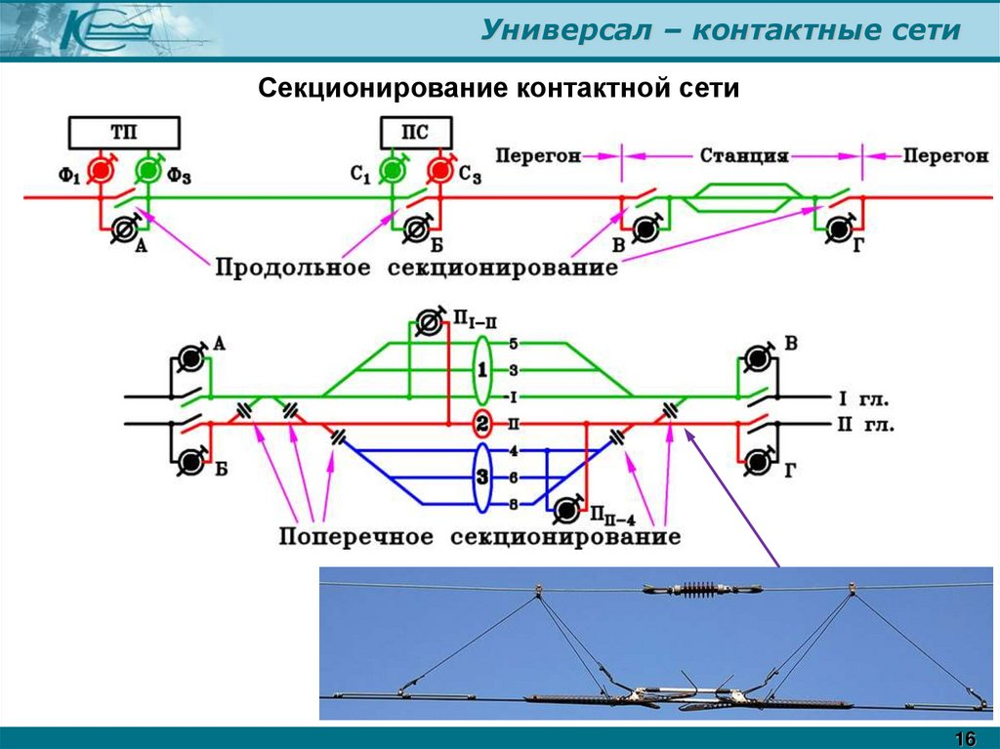 Универсал – контактные сети
Секционирование контактной сети
ТП
ПС
Перегон
Станция
Перегон
Ф1
Ф3
С1
С3
А
Б
В
Г
Продольное секционирование
ПI–II
А
5
В
1
3
I
I гл.
2
II
II гл.
4
Б
3
6
Г
8
ПII–4
Поперечное секционирование
16